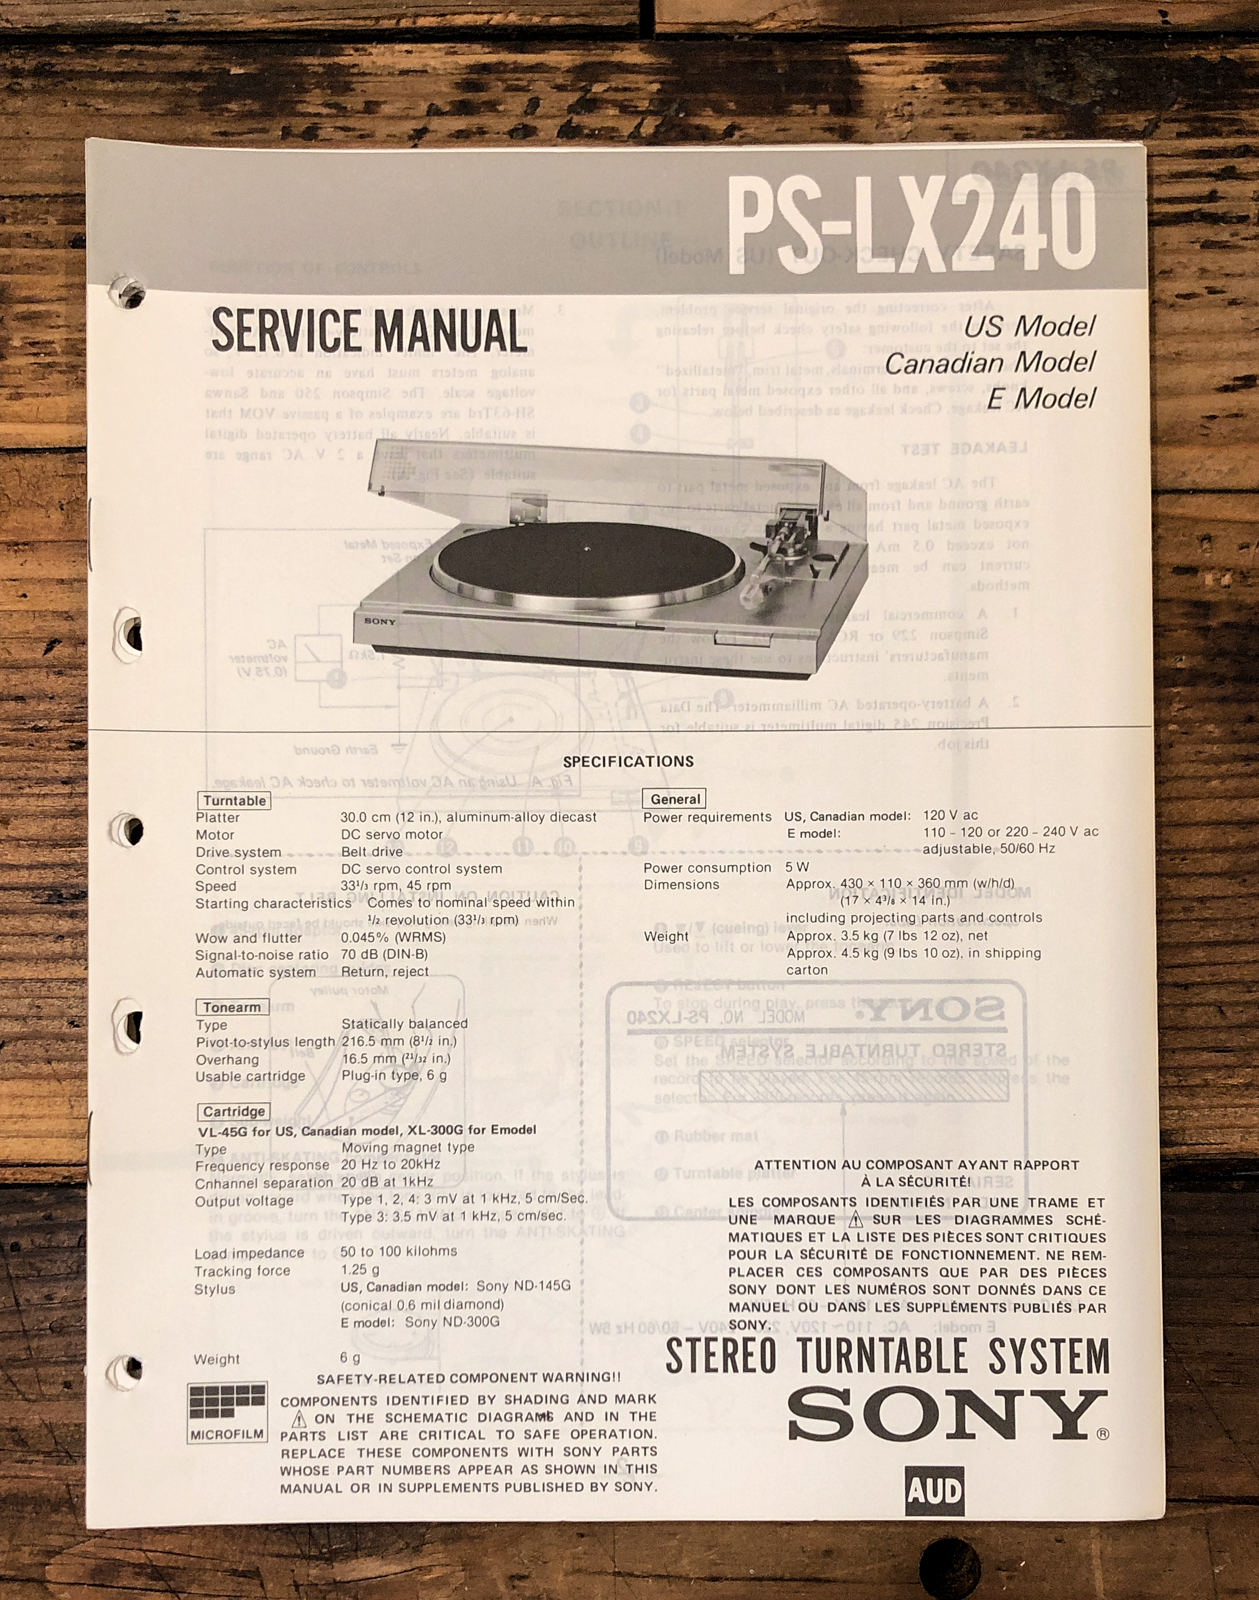 PS-LX240
SERVICE MANUAL
US Model
Canadian Model
E Model
SONY
SPECIFICATIONS
Turntable
Platter 30.0 cm (12 in.), aluminum-alloy diecast
Motor DC servo motor
Drive system Belt drive
Control system DC servo control system
Speed 33¹/₃ rpm, 45 rpm
Starting characteristics Comes to nominal speed within
¹/₂ revolution (33¹/₃ rpm)
Wow and flutter 0.045% (WRMS)
Signal-to-noise ratio 70 dB (DIN-B)
Automatic system Return, reject
Tonearm
Type Statically balanced
Pivot-to-stylus length 216.5 mm (8¹/₂ in.)
Overhang 16.5 mm (²¹/₃₂ in.)
Usable cartridge Plug-in type, 6 g
Cartridge
VL-45G for US, Canadian model, XL-300G for Emodel
Type Moving magnet type
Frequency response 20 Hz to 20kHz
Cnhannel separation 20 dB at 1kHz
Output voltage Type 1, 2, 4: 3 mV at 1 kHz, 5 cm/Sec.
Type 3: 3.5 mV at 1 kHz, 5 cm/sec.
Load impedance 50 to 100 kilohms
Tracking force 1.25 g
Stylus US, Canadian model: Sony ND-145G
(conical 0.6 mil diamond)
E model: Sony ND-300G
Weight 6 g
General
Power requirements US, Canadian model: 120 V ac
E model: 110 - 120 or 220 - 240 V ac
adjustable, 50/60 Hz
Power consumption 5 W
Dimensions Approx. 430 × 110 × 360 mm (w/h/d)
(17 × 4³/₈ × 14 in.)
including projecting parts and controls
Weight Approx. 3.5 kg (7 lbs 12 oz), net
Approx. 4.5 kg (9 lbs 10 oz), in shipping
carton
ATTENTION AU COMPOSANT AYANT RAPPORT
À LA SÉCURITÉ!
LES COMPOSANTS IDENTIFIÉS PAR UNE TRAME ET
UNE MARQUE ⚠ SUR LES DIAGRAMMES SCHÉ-
MATIQUES ET LA LISTE DES PIÈCES SONT CRITIQUES
POUR LA SÉCURITÉ DE FONCTIONNEMENT. NE REM-
PLACER CES COMPOSANTS QUE PAR DES PIÈCES
SONY DONT LES NUMÉROS SONT DONNÉS DANS CE
MANUEL OU DANS LES SUPPLÉMENTS PUBLIÉS PAR
SONY.
SAFETY-RELATED COMPONENT WARNING!!
COMPONENTS IDENTIFIED BY SHADING AND MARK
⚠ ON THE SCHEMATIC DIAGRAMS AND IN THE
PARTS LIST ARE CRITICAL TO SAFE OPERATION.
REPLACE THESE COMPONENTS WITH SONY PARTS
WHOSE PART NUMBERS APPEAR AS SHOWN IN THIS
MANUAL OR IN SUPPLEMENTS PUBLISHED BY SONY.
MICROFILM
STEREO TURNTABLE SYSTEM
SONY®
AUD